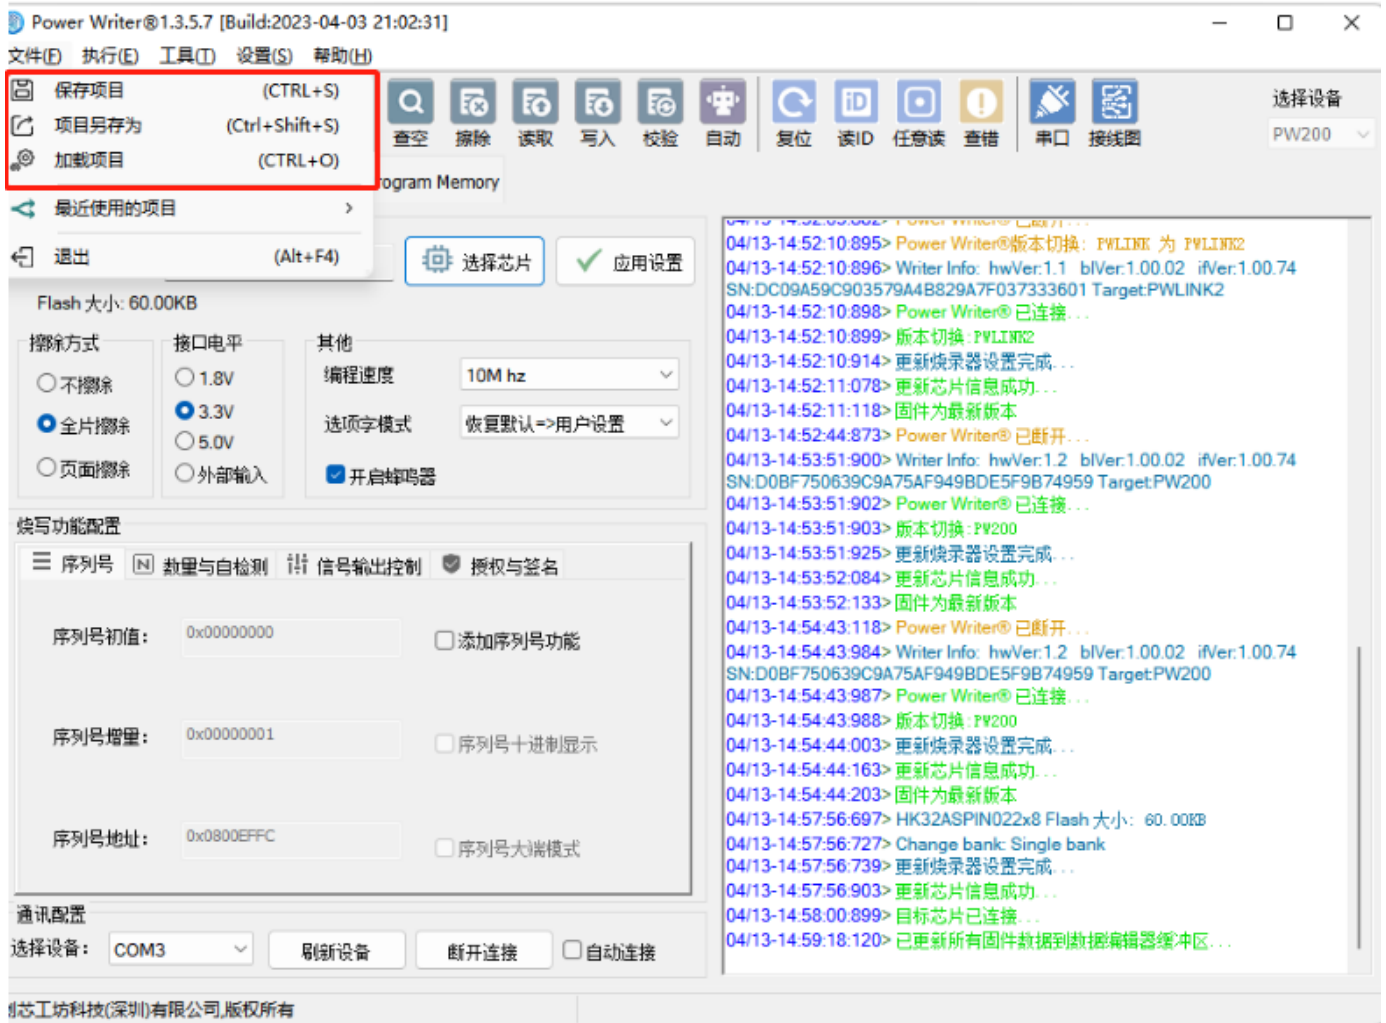 Power Writer®1.3.5.7 [Build:2023-04-03 21:02:31]
文件(F) 执行(E) 工具(T) 设置(S) 帮助(H)
保存项目 (CTRL+S)
项目另存为 (Ctrl+Shift+S)
加载项目 (CTRL+O)
最近使用的项目
退出 (Alt+F4)
查空 擦除 读取 写入 校验 自动 复位 读ID 任意读 查错 串口 接线图
选择设备
PW200
rogram Memory
选择芯片 应用设置
Flash 大小: 60.00KB
擦除方式
不擦除
全片擦除
页面擦除
接口电平
1.8V
3.3V
5.0V
外部输入
其他
编程速度 10M hz
选项字模式 恢复默认=>用户设置
开启蜂鸣器
烧写功能配置
序列号 数量与自检测 信号输出控制 授权与签名
序列号初值: 0x00000000 添加序列号功能
序列号增量: 0x00000001 序列号十进制显示
序列号地址: 0x0800EFFC 序列号大端模式
通讯配置
选择设备: COM3 刷新设备 断开连接 自动连接
创芯工坊科技(深圳)有限公司,版权所有
04/13-14:52:10:895> Power Writer®版本切换: PWLINK 为 PWLINK2
04/13-14:52:10:896> Writer Info: hwVer:1.1 blVer:1.00.02 ifVer:1.00.74
SN:DC09A59C903579A4B829A7F037333601 Target:PWLINK2
04/13-14:52:10:898> Power Writer® 已连接...
04/13-14:52:10:899> 版本切换:PWLINK2
04/13-14:52:10:914> 更新烧录器设置完成...
04/13-14:52:11:078> 更新芯片信息成功...
04/13-14:52:11:118> 固件为最新版本
04/13-14:52:44:873> Power Writer® 已断开...
04/13-14:53:51:900> Writer Info: hwVer:1.2 blVer:1.00.02 ifVer:1.00.74
SN:D0BF750639C9A75AF949BDE5F9B74959 Target:PW200
04/13-14:53:51:902> Power Writer® 已连接...
04/13-14:53:51:903> 版本切换:PW200
04/13-14:53:51:925> 更新烧录器设置完成...
04/13-14:53:52:084> 更新芯片信息成功...
04/13-14:53:52:133> 固件为最新版本
04/13-14:54:43:118> Power Writer® 已断开...
04/13-14:54:43:984> Writer Info: hwVer:1.2 blVer:1.00.02 ifVer:1.00.74
SN:D0BF750639C9A75AF949BDE5F9B74959 Target:PW200
04/13-14:54:43:987> Power Writer® 已连接...
04/13-14:54:43:988> 版本切换:PW200
04/13-14:54:44:003> 更新烧录器设置完成...
04/13-14:54:44:163> 更新芯片信息成功...
04/13-14:54:44:203> 固件为最新版本
04/13-14:57:56:697> HK32ASPIN022x8 Flash 大小: 60.00KB
04/13-14:57:56:727> Change bank: Single bank
04/13-14:57:56:739> 更新烧录器设置完成...
04/13-14:57:56:903> 更新芯片信息成功...
04/13-14:58:00:899> 目标芯片已连接...
04/13-14:59:18:120> 已更新所有固件数据到数据编辑器缓冲区...